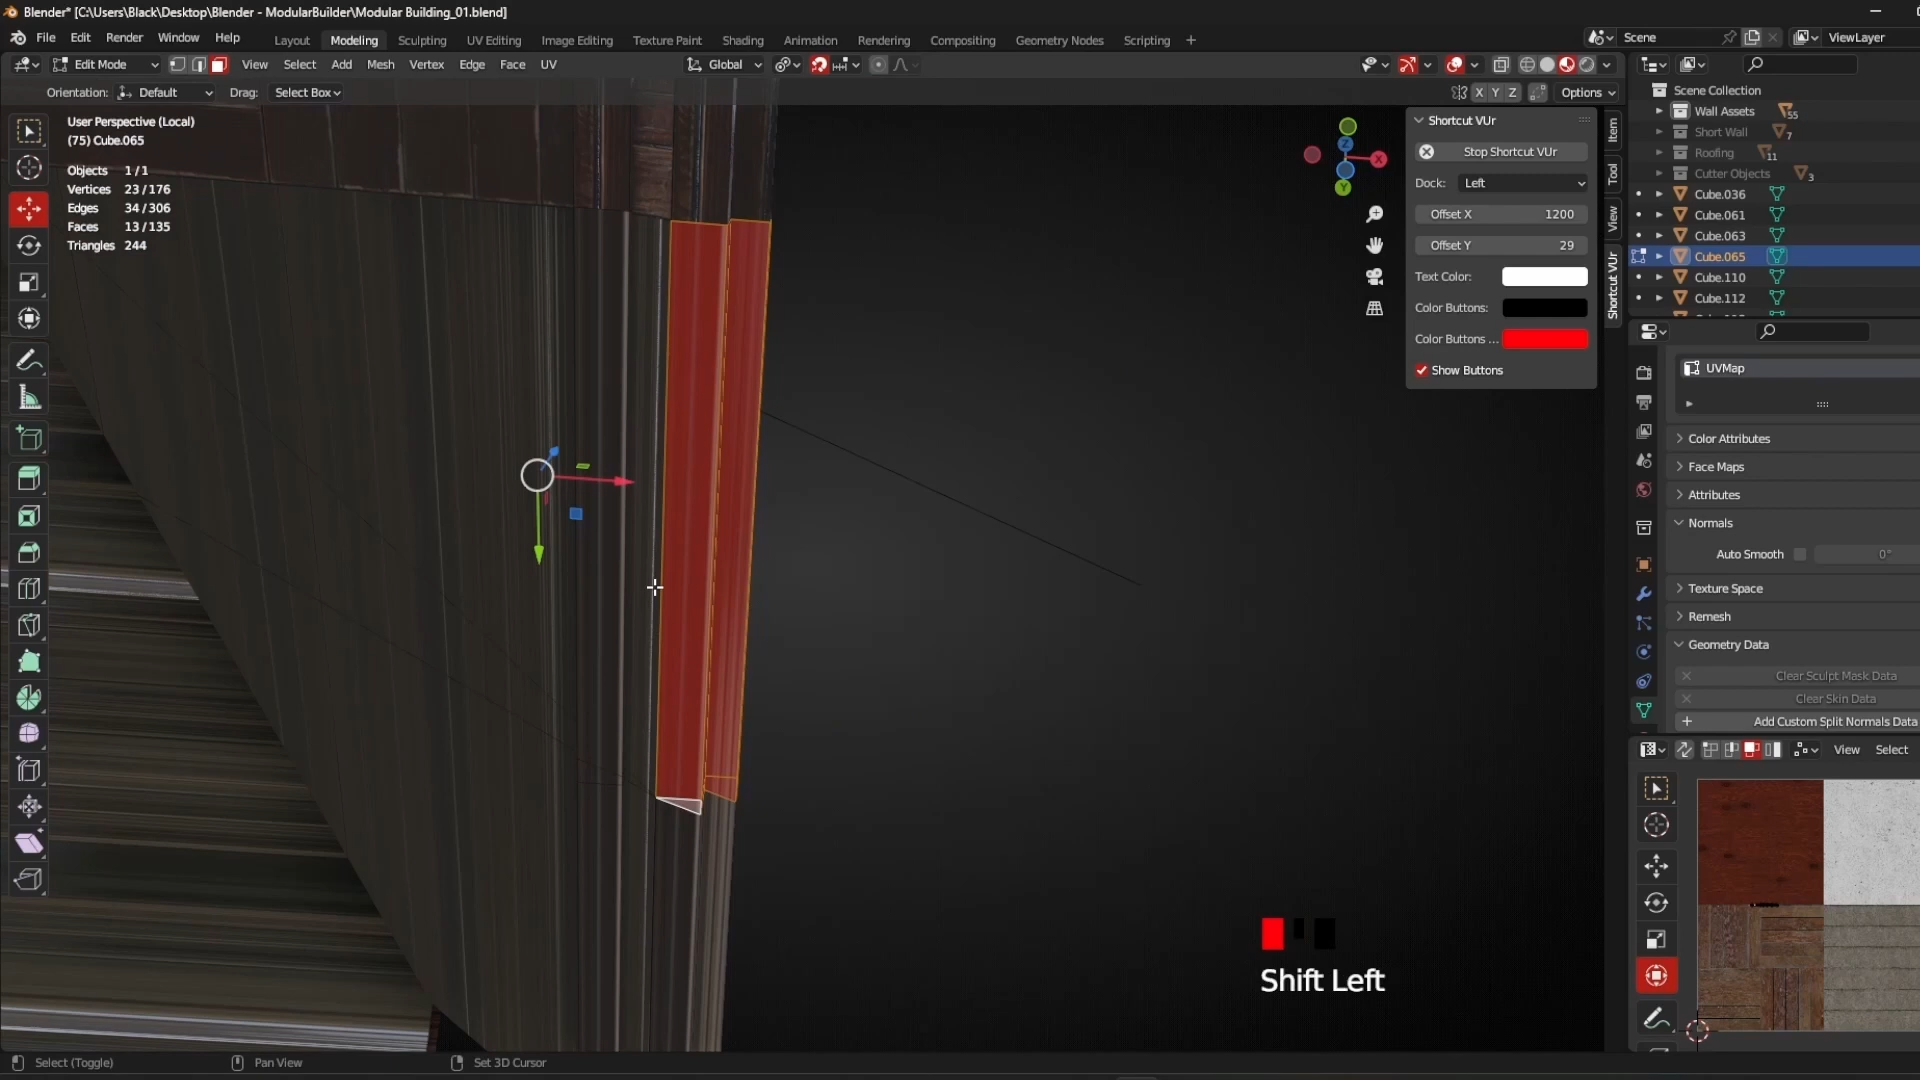 Blender* [C:\Users\Black\Desktop\Blender - ModularBuilder\Modular Building_01.blend]
File Edit Render Window Help
Layout Modeling Sculpting UV Editing Image Editing Texture Paint Shading Animation Rendering Compositing Geometry Nodes Scripting +
Scene ViewLayer
Edit Mode View Select Add Mesh Vertex Edge Face UV Global
Orientation: Default Drag: Select Box X Y Z Options
User Perspective (Local)
(75) Cube.065
Objects 1/1
Vertices 23/176
Edges 34/306
Faces 13/135
Triangles 244
Z
X
Y
Shortcut VUr
Stop Shortcut VUr
Dock: Left
Offset X 1200
Offset Y 29
Text Color:
Color Buttons:
Color Buttons ...
Show Buttons
Item
Tool
View
Shortcut VUr
Scene Collection
Wall Assets 55
Short Wall 7
Roofing 11
Cutter Objects 3
Cube.036
Cube.061
Cube.063
Cube.065
Cube.110
Cube.112
UVMap
Color Attributes
Face Maps
Attributes
Normals
Auto Smooth 0°
Texture Space
Remesh
Geometry Data
Clear Sculpt Mask Data
Clear Skin Data
Add Custom Split Normals Data
View Select
Shift Left
Select (Toggle) Pan View Set 3D Cursor